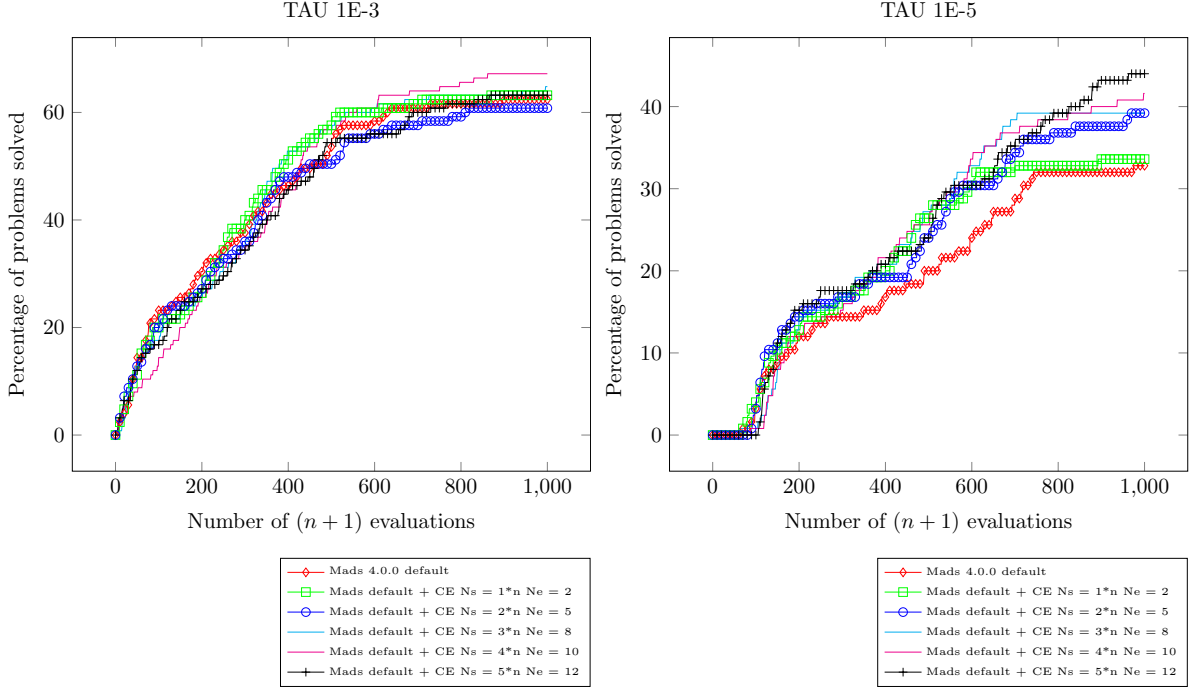 TAU 1E-3
Percentage of problems solved
60
40
20
0
0 200 400 600 800 1,000
Number of (n + 1) evaluations
Mads 4.0.0 default
Mads default + CE Ns = 1*n Ne = 2
Mads default + CE Ns = 2*n Ne = 5
Mads default + CE Ns = 3*n Ne = 8
Mads default + CE Ns = 4*n Ne = 10
Mads default + CE Ns = 5*n Ne = 12
TAU 1E-5
Percentage of problems solved
40
30
20
10
0
0 200 400 600 800 1,000
Number of (n + 1) evaluations
Mads 4.0.0 default
Mads default + CE Ns = 1*n Ne = 2
Mads default + CE Ns = 2*n Ne = 5
Mads default + CE Ns = 3*n Ne = 8
Mads default + CE Ns = 4*n Ne = 10
Mads default + CE Ns = 5*n Ne = 12